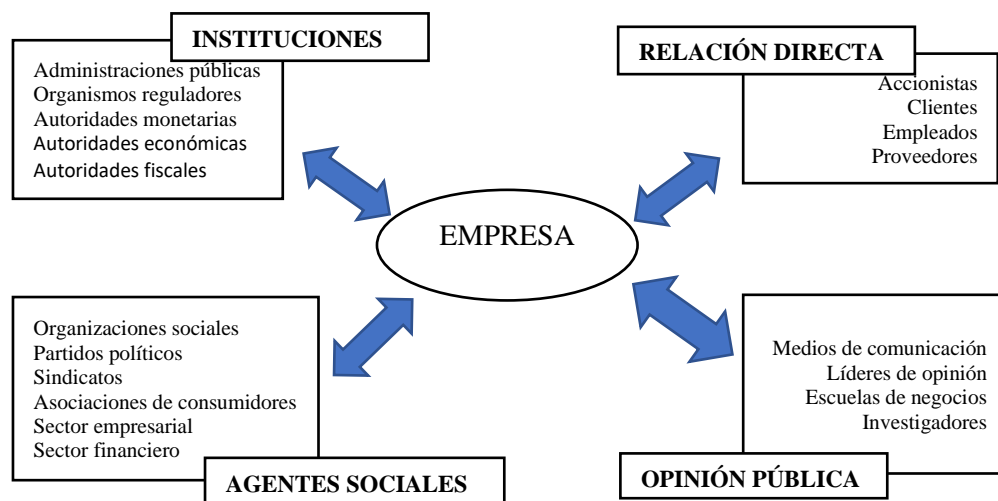 INSTITUCIONES
Administraciones públicas
Organismos reguladores
Autoridades monetarias
Autoridades económicas
Autoridades fiscales
RELACIÓN DIRECTA
Accionistas
Clientes
Empleados
Proveedores
EMPRESA
Organizaciones sociales
Partidos políticos
Sindicatos
Asociaciones de consumidores
Sector empresarial
Sector financiero
AGENTES SOCIALES
Medios de comunicación
Líderes de opinión
Escuelas de negocios
Investigadores
OPINIÓN PÚBLICA